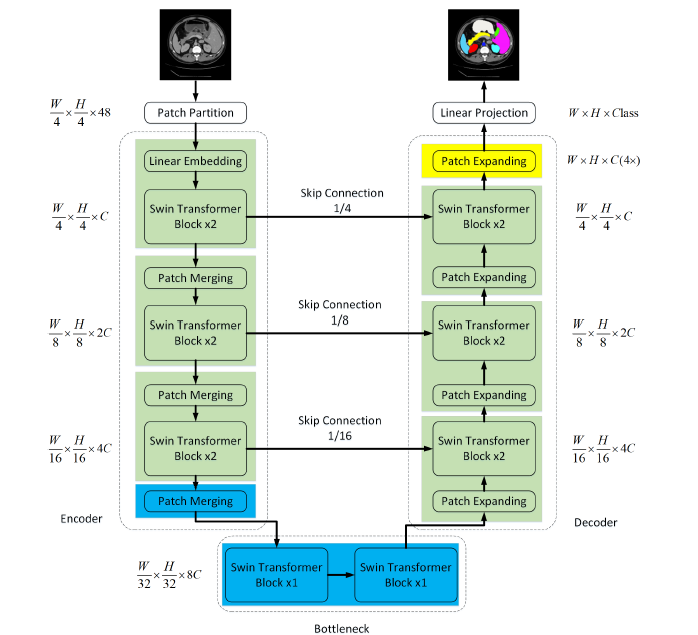 W/4 × H/4 × 48
Patch Partition
Linear Embedding
W/4 × H/4 × C
Swin Transformer
Block x2
Patch Merging
W/8 × H/8 × 2C
Swin Transformer
Block x2
Patch Merging
W/16 × H/16 × 4C
Swin Transformer
Block x2
Patch Merging
Encoder
Skip Connection
1/4
Skip Connection
1/8
Skip Connection
1/16
Linear Projection
W × H × Class
Patch Expanding
W × H × C(4×)
Swin Transformer
Block x2
W/4 × H/4 × C
Patch Expanding
Swin Transformer
Block x2
W/8 × H/8 × 2C
Patch Expanding
Swin Transformer
Block x2
W/16 × H/16 × 4C
Patch Expanding
Decoder
W/32 × H/32 × 8C
Swin Transformer
Block x1
Swin Transformer
Block x1
Bottleneck